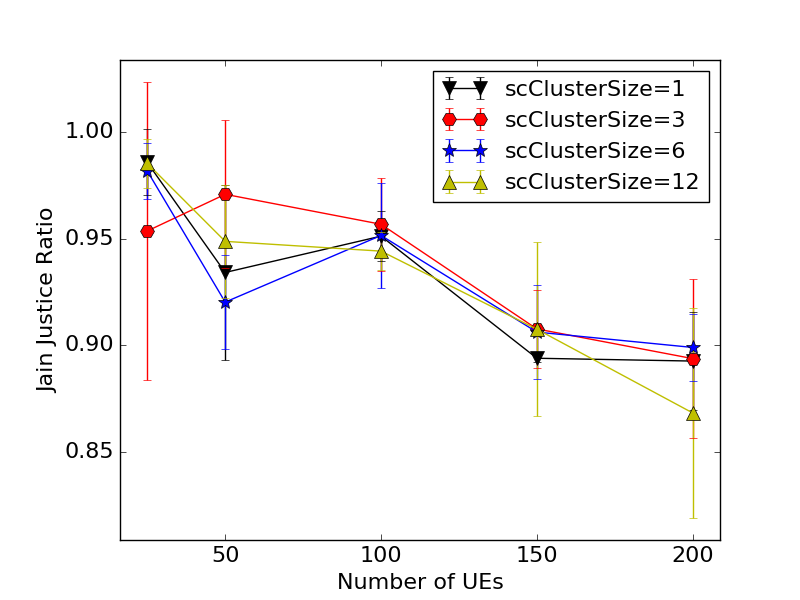 scClusterSize=1
scClusterSize=3
scClusterSize=6
scClusterSize=12
1.00
0.95
0.90
0.85
Jain Justice Ratio
50 100 150 200
Number of UEs